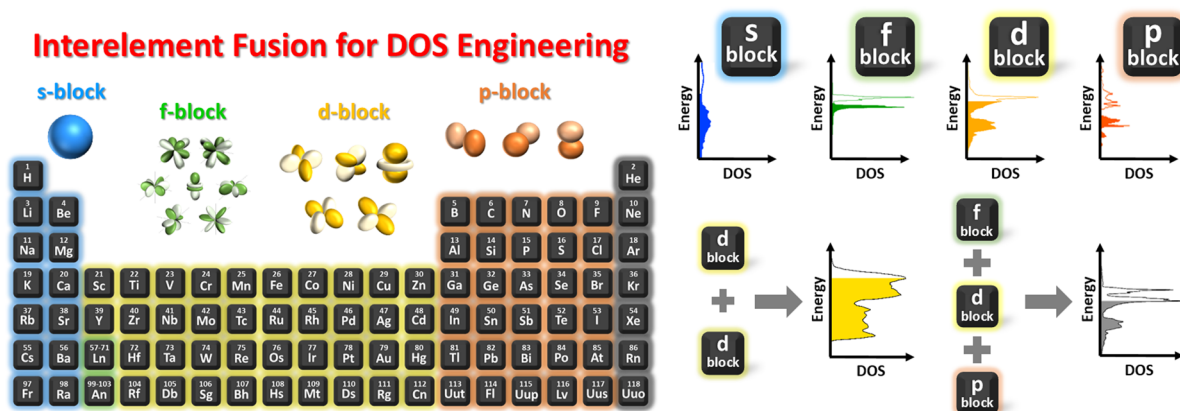 Interelement Fusion for DOS Engineering
s-block
f-block
d-block
p-block
1 2
H He
3 4 5 6 7 8 9 10
Li Be B C N O F Ne
11 12 13 14 15 16 17 18
Na Mg Al Si P S Cl Ar
19 20 21 22 23 24 25 26 27 28 29 30 31 32 33 34 35 36
K Ca Sc Ti V Cr Mn Fe Co Ni Cu Zn Ga Ge As Se Br Kr
37 38 39 40 41 42 43 44 45 46 47 48 49 50 51 52 53 54
Rb Sr Y Zr Nb Mo Tc Ru Rh Pd Ag Cd In Sn Sb Te I Xe
55 56 57-71 72 73 74 75 76 77 78 79 80 81 82 83 84 85 86
Cs Ba Ln Hf Ta W Re Os Ir Pt Au Hg Tl Pb Bi Po At Rn
97 98 99-103 104 105 106 107 108 109 110 111 112 113 114 115 116 117 118
Fr Ra An Rf Db Sg Bh Hs Mt Ds Rg Cn Uut Fl Uup Lv Uus Uuo
s
block
Energy
DOS
f
block
Energy
DOS
d
block
Energy
DOS
p
block
Energy
DOS
d
block
+
d
block
Energy
DOS
f
block
+
d
block
+
p
block
Energy
DOS